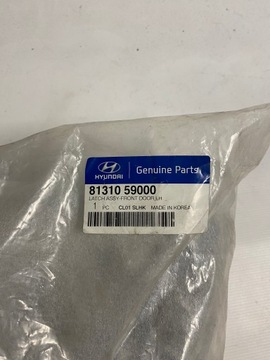 HYUNDAI
Genuine Parts
81310 59000
LATCH ASSY-FRONT DOOR,LH
1 PC CL01 SLHK MADE IN KOREA